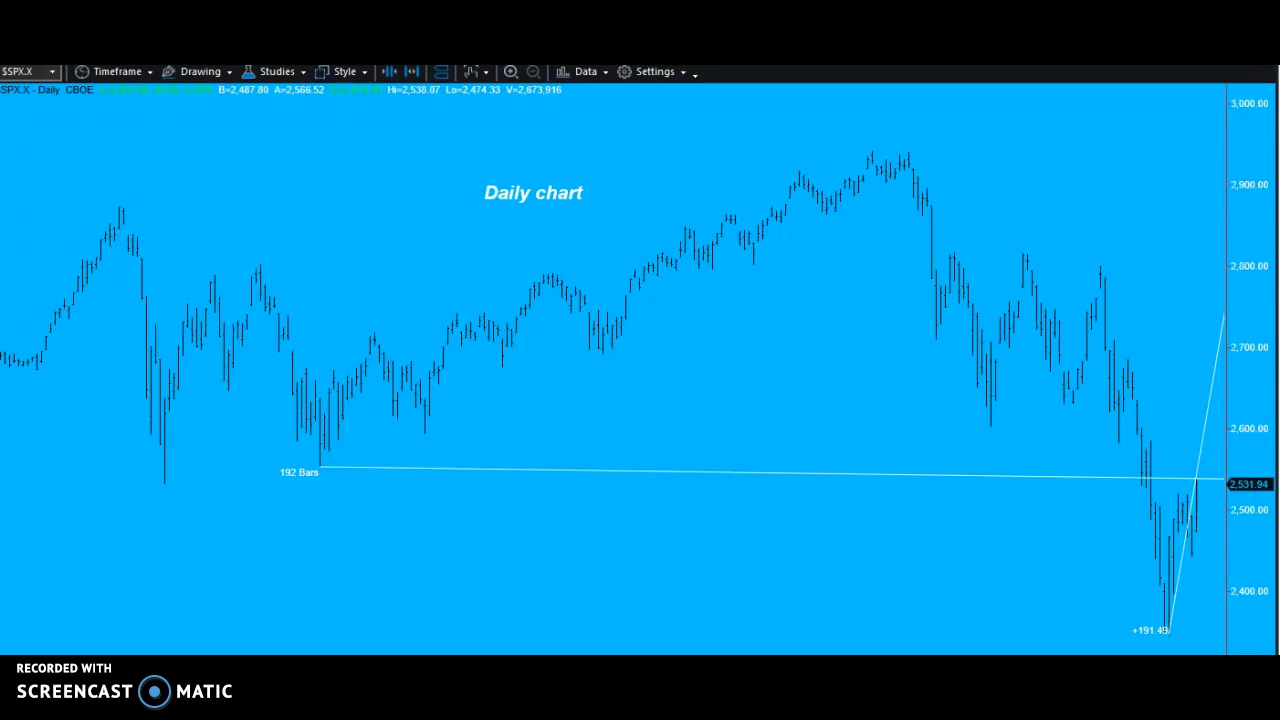 $SPX.X Timeframe Drawing Studies Style Data Settings
SPX.X - Daily CBOE B=2,487.80 A=2,566.52 Hi=2,538.07 Lo=2,474.33 V=2,673,916
3,000.00
Daily chart
2,900.00
2,800.00
2,700.00
2,600.00
192 Bars
2,531.94
2,500.00
2,400.00
+191.49
RECORDED WITH
SCREENCAST MATIC